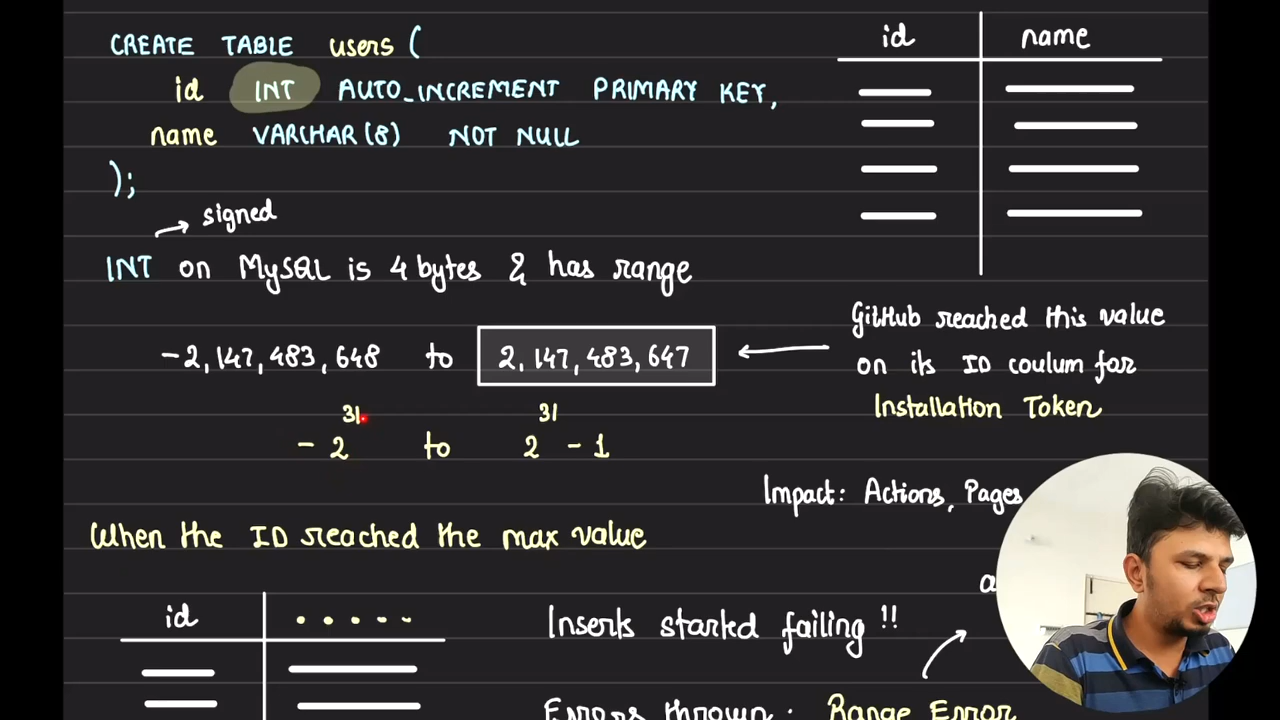 CREATE TABLE users (
id INT AUTO_INCREMENT PRIMARY KEY,
name VARCHAR(8) NOT NULL
);
id name
signed
INT on MySQL is 4 bytes & has range
-2,147,483,648 to 2,147,483,647
GitHub reached this value
on its ID coulum for
Installation Token
-2^31 to 2^31 - 1
Impact: Actions, Pages
When the ID reached the max value
id .....
Inserts started failing !!
Errors thrown: Range Error